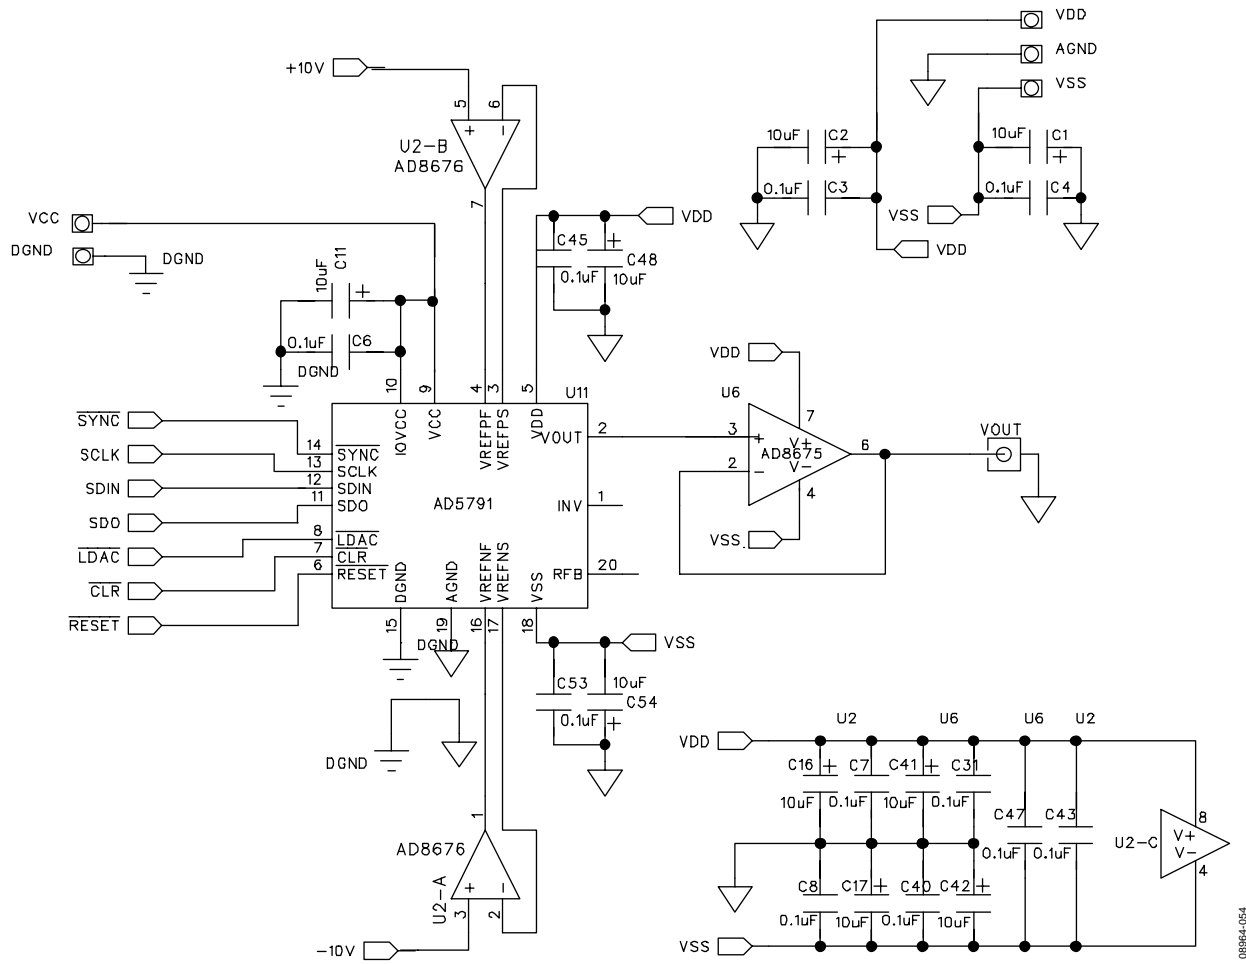 VDD
AGND
VSS
+10V
5
6
+
–
U2-B
AD8676
7
10uF
C2
+
0.1uF
C3
VDD
10uF
C1
+
0.1uF
C4
VSS
VCC
DGND
DGND
C11
10uF
+
0.1uF
C6
DGND
C45
+
C48
0.1uF
10uF
VDD
10
9
4
3
5
U11
IOVCC
VCC
VREFPF
VREFPS
VDD
SYNC
SCLK
SDIN
SDO
LDAC
CLR
RESET
14
13
12
11
8
7
6
SYNC
SCLK
SDIN
SDO
LDAC
CLR
RESET
AD5791
VOUT
2
INV
1
RFB
20
DGND
AGND
VREFNF
VREFNS
VSS
15
19
16
17
18
DGND
VDD
U6
7
3
+
V+
AD8675
V–
2
–
4
6
VSS.
VOUT
VSS
C53
10uF
C54
0.1uF
+
DGND
1
AD8676
U2-A
+
–
3
2
-10V
U2
U6
U6
U2
VDD
C16
+
C7
C41
+
C31
10uF
0.1uF
10uF
0.1uF
C47
C43
0.1uF
0.1uF
8
V+
V–
U2-C
4
C8
C17
+
C40
C42
+
0.1uF
10uF
0.1uF
10uF
VSS
08964-054